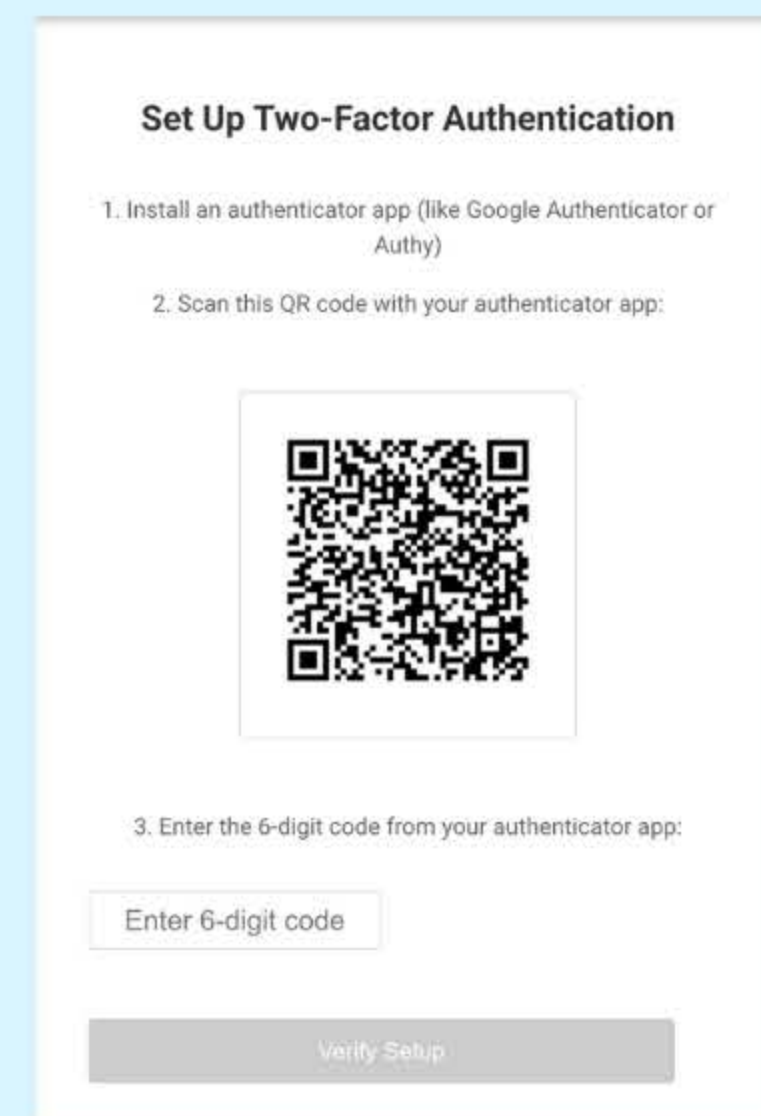 Set Up Two-Factor Authentication
1. Install an authenticator app (like Google Authenticator or
Authy)
2. Scan this QR code with your authenticator app:
3. Enter the 6-digit code from your authenticator app:
Enter 6-digit code
Verify Setup